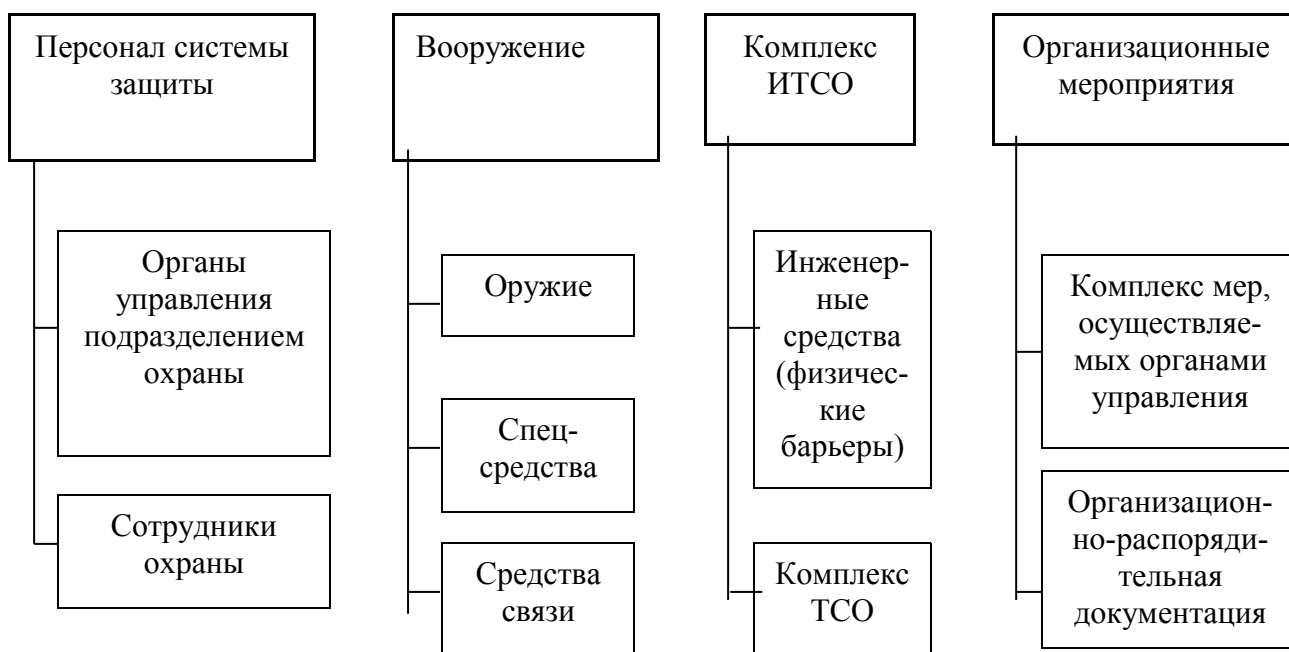 Персонал системы
защиты
Органы
управления
подразделением
охраны
Сотрудники
охраны
Вооружение
Оружие
Спец-
средства
Средства
связи
Комплекс
ИТСО
Инженер-
ные
средства
(физичес-
кие
барьеры)
Комплекс
ТСО
Организационные
мероприятия
Комплекс мер,
осуществляе-
мых органами
управления
Организацион-
но-распоряди-
тельная
документация